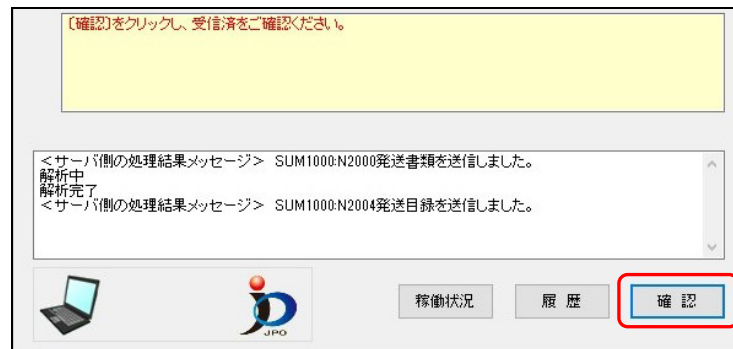 〔確認〕をクリックし、受信済をご確認ください。
＜サーバ側の処理結果メッセージ＞　SUM1000:N2000発送書類を送信しました。
解析中
解析完了
＜サーバ側の処理結果メッセージ＞　SUM1000:N2004発送目録を送信しました。
JPO
稼働状況
履 歴
確 認